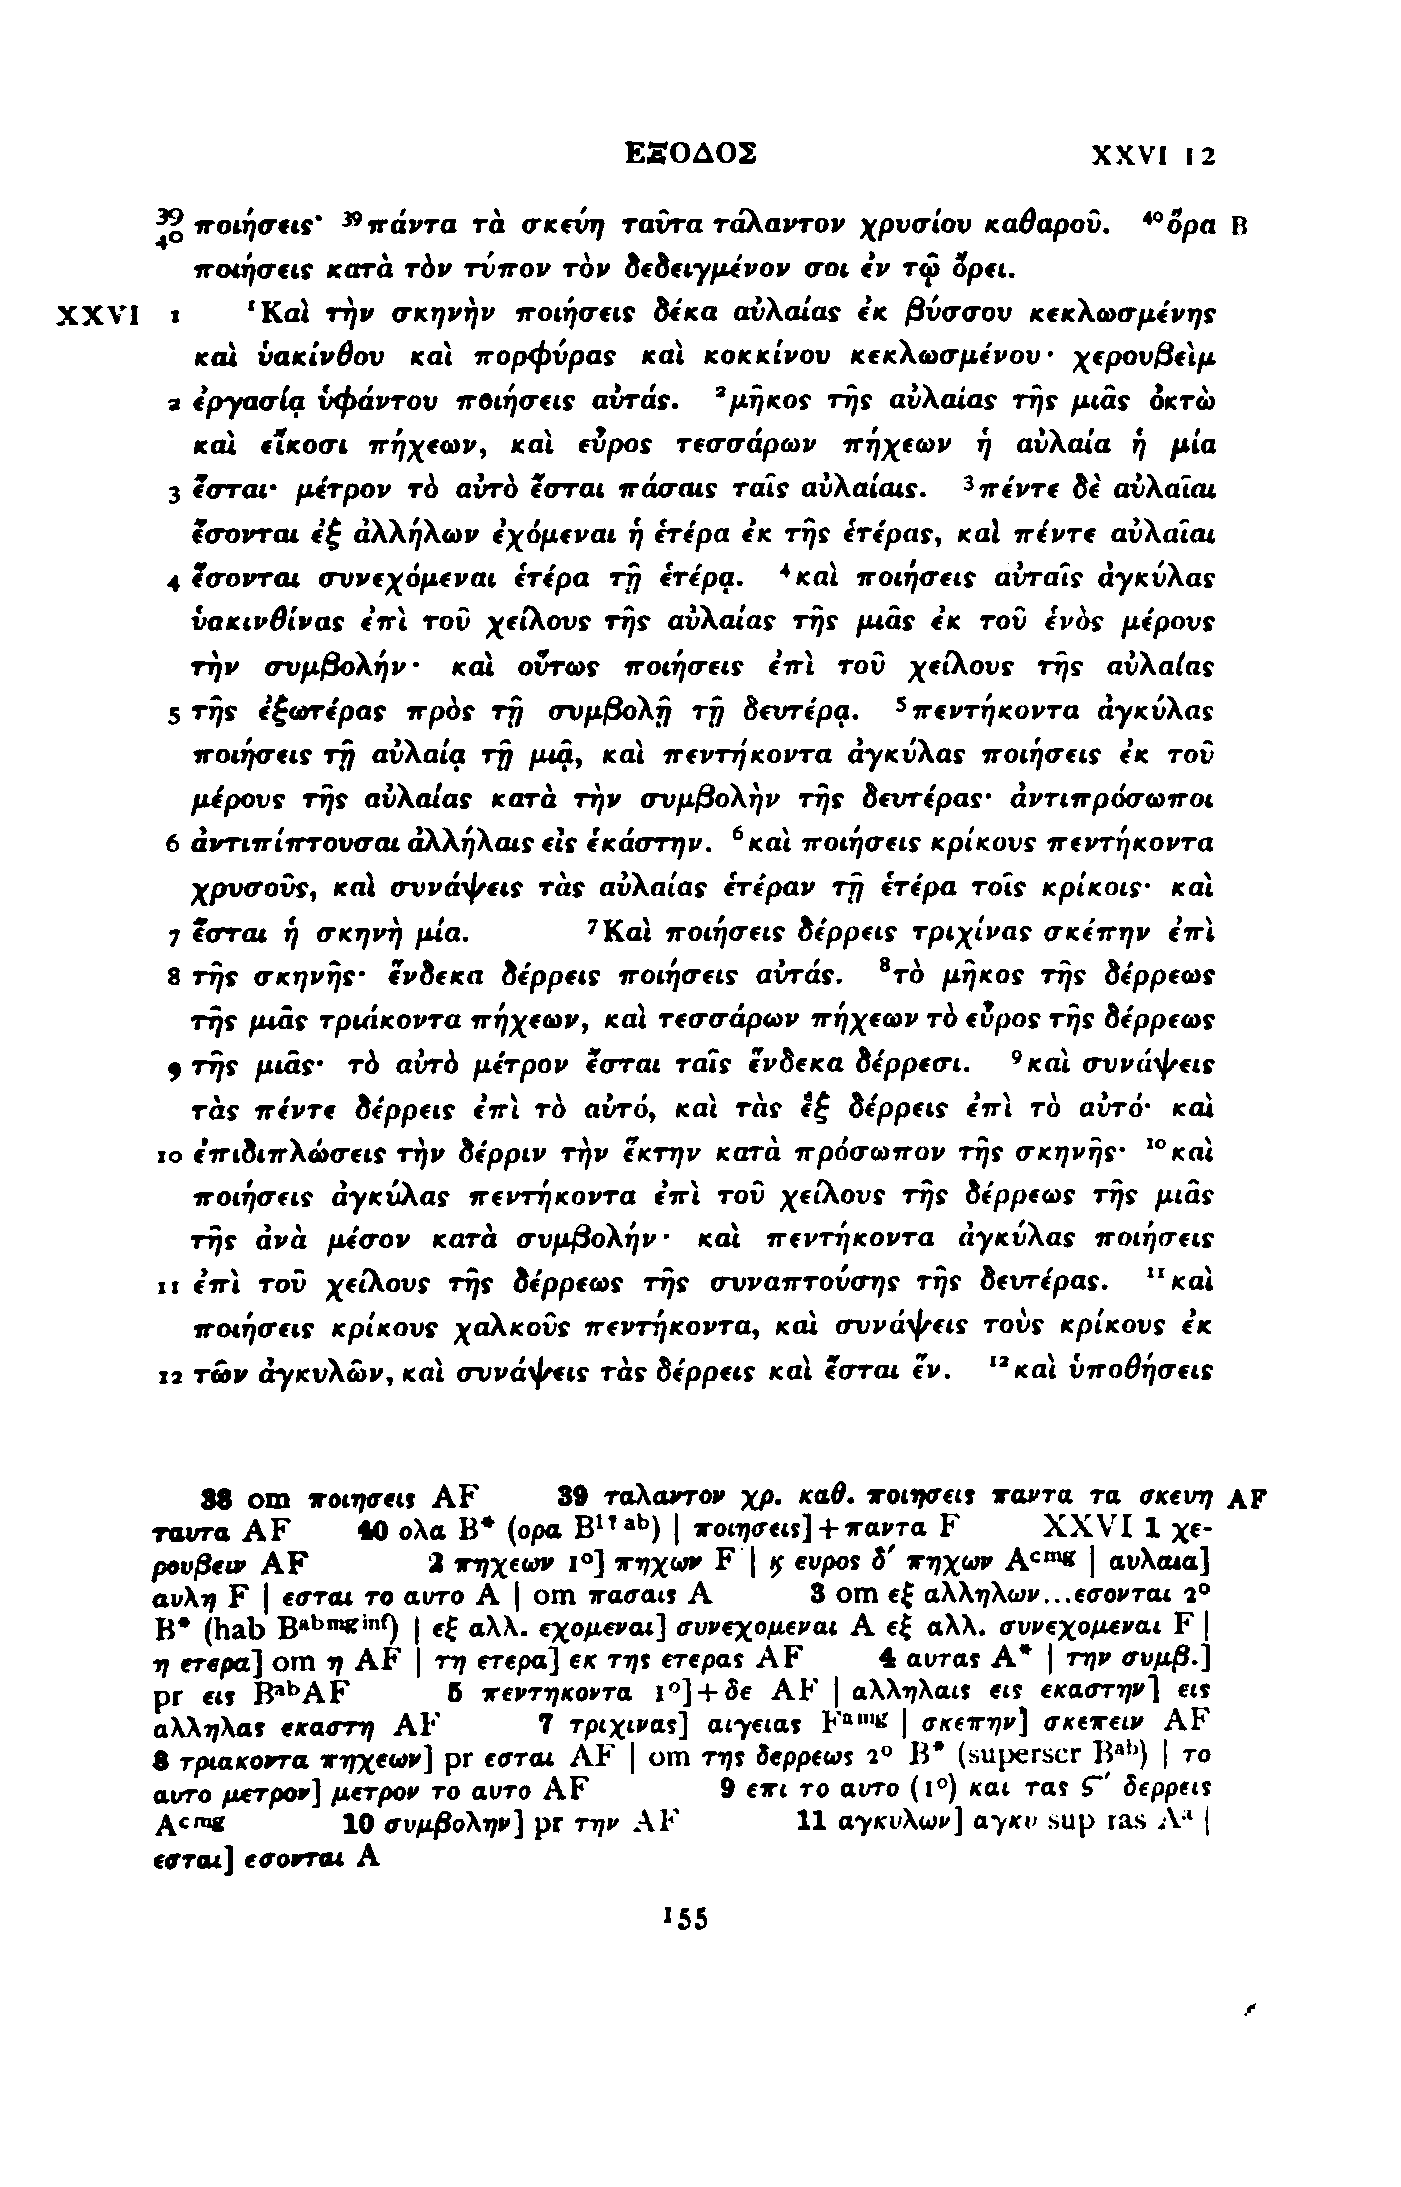 ΕΞΟΔΟΣ XXVI 12
39 40 ποιήσεις· ³⁹πάντα τὰ σκεύη ταῦτα τάλαντον χρυσίου καθαροῦ. ⁴⁰ὅρα B
ποιήσεις κατὰ τὸν τύπον τὸν δεδειγμένον σοι ἐν τῷ ὄρει.
XXVI 1 ¹Καὶ τὴν σκηνὴν ποιήσεις δέκα αὐλαίας ἐκ βύσσου κεκλωσμένης
καὶ ὑακίνθου καὶ πορφύρας καὶ κοκκίνου κεκλωσμένου· χερουβεὶμ
2 ἐργασίᾳ ὑφάντου ποιήσεις αὐτάς. ²μῆκος τῆς αὐλαίας τῆς μιᾶς ὀκτὼ
καὶ εἴκοσι πήχεων, καὶ εὖρος τεσσάρων πήχεων ἡ αὐλαία ἡ μία
3 ἔσται· μέτρον τὸ αὐτὸ ἔσται πάσαις ταῖς αὐλαίαις. ³πέντε δὲ αὐλαῖαι
ἔσονται ἐξ ἀλλήλων ἐχόμεναι ἡ ἑτέρα ἐκ τῆς ἑτέρας, καὶ πέντε αὐλαῖαι
4 ἔσονται συνεχόμεναι ἑτέρα τῇ ἑτέρᾳ. ⁴καὶ ποιήσεις αὐταῖς ἀγκύλας
ὑακινθίνας ἐπὶ τοῦ χείλους τῆς αὐλαίας τῆς μιᾶς ἐκ τοῦ ἑνὸς μέρους
τὴν συμβολήν· καὶ οὕτως ποιήσεις ἐπὶ τοῦ χείλους τῆς αὐλαίας
5 τῆς ἐξωτέρας πρὸς τῇ συμβολῇ τῇ δευτέρᾳ. ⁵πεντήκοντα ἀγκύλας
ποιήσεις τῇ αὐλαίᾳ τῇ μιᾷ, καὶ πεντήκοντα ἀγκύλας ποιήσεις ἐκ τοῦ
μέρους τῆς αὐλαίας κατὰ τὴν συμβολὴν τῆς δευτέρας· ἀντιπρόσωποι
6 ἀντιπίπτουσαι ἀλλήλαις εἰς ἑκάστην. ⁶καὶ ποιήσεις κρίκους πεντήκοντα
χρυσοῦς, καὶ συνάψεις τὰς αὐλαίας ἑτέραν τῇ ἑτέρα τοῖς κρίκοις· καὶ
7 ἔσται ἡ σκηνὴ μία. ⁷Καὶ ποιήσεις δέρρεις τριχίνας σκέπην ἐπὶ
8 τῆς σκηνῆς· ἕνδεκα δέρρεις ποιήσεις αὐτάς. ⁸τὸ μῆκος τῆς δέρρεως
τῆς μιᾶς τριάκοντα πήχεων, καὶ τεσσάρων πήχεων τὸ εὖρος τῆς δέρρεως
9 τῆς μιᾶς· τὸ αὐτὸ μέτρον ἔσται ταῖς ἕνδεκα δέρρεσι. ⁹καὶ συνάψεις
τὰς πέντε δέρρεις ἐπὶ τὸ αὐτό, καὶ τὰς ἓξ δέρρεις ἐπὶ τὸ αὐτό· καὶ
10 ἐπιδιπλώσεις τὴν δέρριν τὴν ἕκτην κατὰ πρόσωπον τῆς σκηνῆς· ¹⁰καὶ
ποιήσεις ἀγκύλας πεντήκοντα ἐπὶ τοῦ χείλους τῆς δέρρεως τῆς μιᾶς
τῆς ἀνὰ μέσον κατὰ συμβολήν· καὶ πεντήκοντα ἀγκύλας ποιήσεις
11 ἐπὶ τοῦ χείλους τῆς δέρρεως τῆς συναπτούσης τῆς δευτέρας. ¹¹καὶ
ποιήσεις κρίκους χαλκοῦς πεντήκοντα, καὶ συνάψεις τοὺς κρίκους ἐκ
12 τῶν ἀγκυλῶν, καὶ συνάψεις τὰς δέρρεις καὶ ἔσται ἕν. ¹²καὶ ὑποθήσεις
38 om ποιησεις AF 39 ταλαντον χρ. καθ. ποιησεις παντα τα σκευη AF
ταυτα AF 40 ολα B* (ορα B¹ᵗᵃᵇ) | ποιησεις]+παντα F XXVI 1 χε-
ρουβειν AF 2 πηχεων 1°] πηχων F | ϗ ευρος δ′ πηχων Aᶜᵐᵍ | αυλαια]
αυλη F | εσται το αυτο A | om πασαις A 3 om εξ αλληλων...εσονται 2°
B* (hab Bᵃᵇᵐᵍⁱⁿᶠ) | εξ αλλ. εχομεναι] συνεχομεναι A εξ αλλ. συνεχομεναι F |
η ετερα] om η AF | τη ετερα] εκ της ετερας AF 4 αυτας A* | την συμβ.]
pr εις BᵃᵇAF 5 πεντηκοντα 1°]+δε AF | αλληλαις εις εκαστην] εις
αλληλας εκαστη AF 7 τριχινας] αιγειας Fᵃᵐᵍ | σκεπην] σκεπειν AF
8 τριακοντα πηχεων] pr εσται AF | om της δερρεως 2° B* (superscr Bᵃᵇ) | το
αυτο μετρον] μετρον το αυτο AF 9 επι το αυτο (1°) και τας ϛ′ δερρεις
Aᶜᵐᵍ 10 συμβολην] pr την AF 11 αγκυλων] αγκυ sup ras Aᵃ |
εσται] εσονται A
155